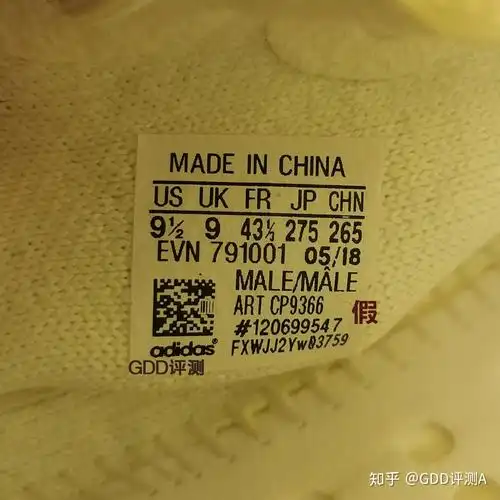 MADE IN CHINA
US UK FR JP CHN
9½ 9 43⅓ 275 265
EVN 791001 05/18
MALE/MÂLE
ART CP9366
假
#120699547
adidas® FXWJJ2Yw03759
GDD评测
知乎 @GDD评测A